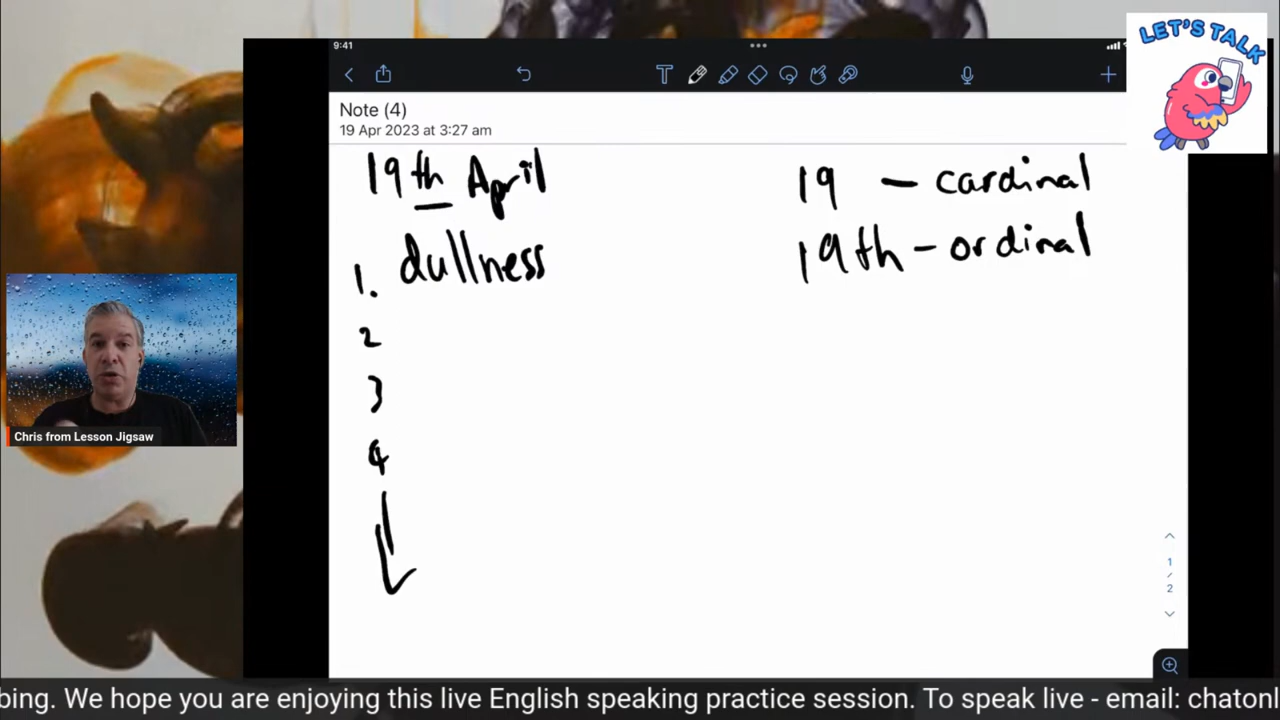 LET'S TALK
9:41
Note (4)
19 Apr 2023 at 3:27 am
19th April
19 - cardinal
1. dullness
19th - ordinal
2
3
4
1
/
2
Chris from Lesson Jigsaw
bing. We hope you are enjoying this live English speaking practice session. To speak live - email: chatonl